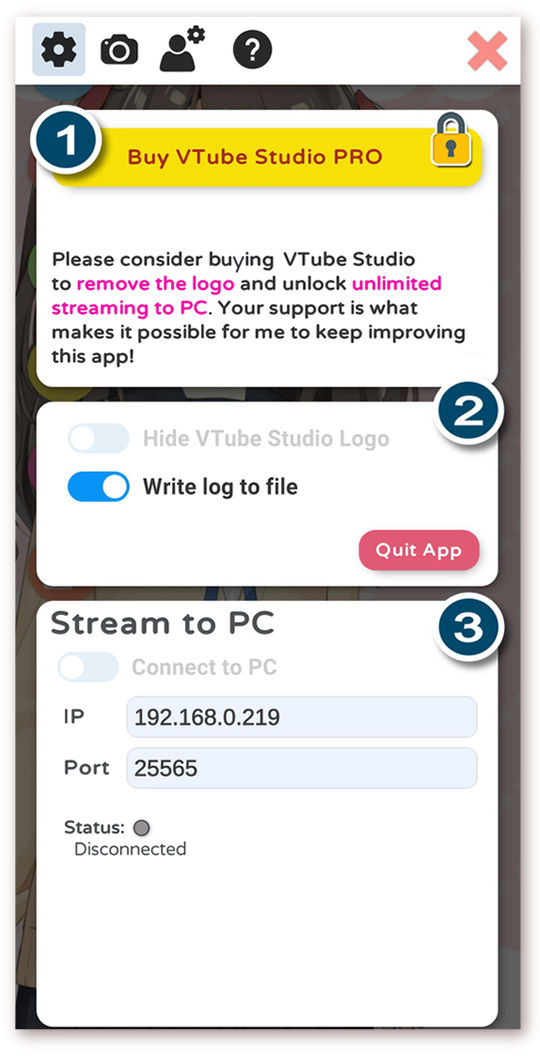 ?
1
Buy VTube Studio PRO
Please consider buying VTube Studio
to remove the logo and unlock unlimited
streaming to PC. Your support is what
makes it possible for me to keep improving
this app!
2
Hide VTube Studio Logo
Write log to file
Quit App
3
Stream to PC
Connect to PC
IP 192.168.0.219
Port 25565
Status:
Disconnected